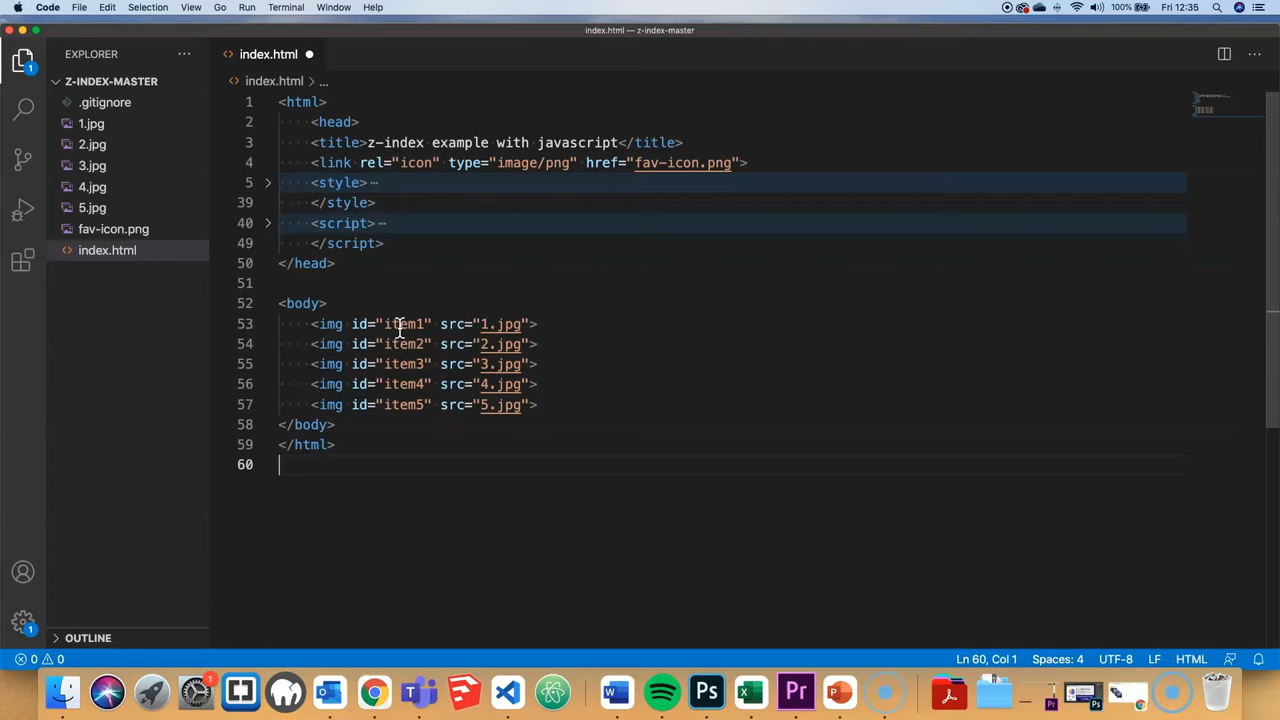 Code File Edit Selection View Go Run Terminal Window Help 100% Fri 12:35
index.html — z-index-master
EXPLORER
index.html
Z-INDEX-MASTER
index.html > ...
.gitignore
1.jpg
2.jpg
3.jpg
4.jpg
5.jpg
fav-icon.png
index.html
1 <html>
2 <head>
3 <title>z-index example with javascript</title>
4 <link rel="icon" type="image/png" href="fav-icon.png">
5 <style>
39 </style>
40 <script>
49 </script>
50 </head>
51
52 <body>
53 <img id="item1" src="1.jpg">
54 <img id="item2" src="2.jpg">
55 <img id="item3" src="3.jpg">
56 <img id="item4" src="4.jpg">
57 <img id="item5" src="5.jpg">
58 </body>
59 </html>
60
1
1
OUTLINE
0 0 Ln 60, Col 1 Spaces: 4 UTF-8 LF HTML
1